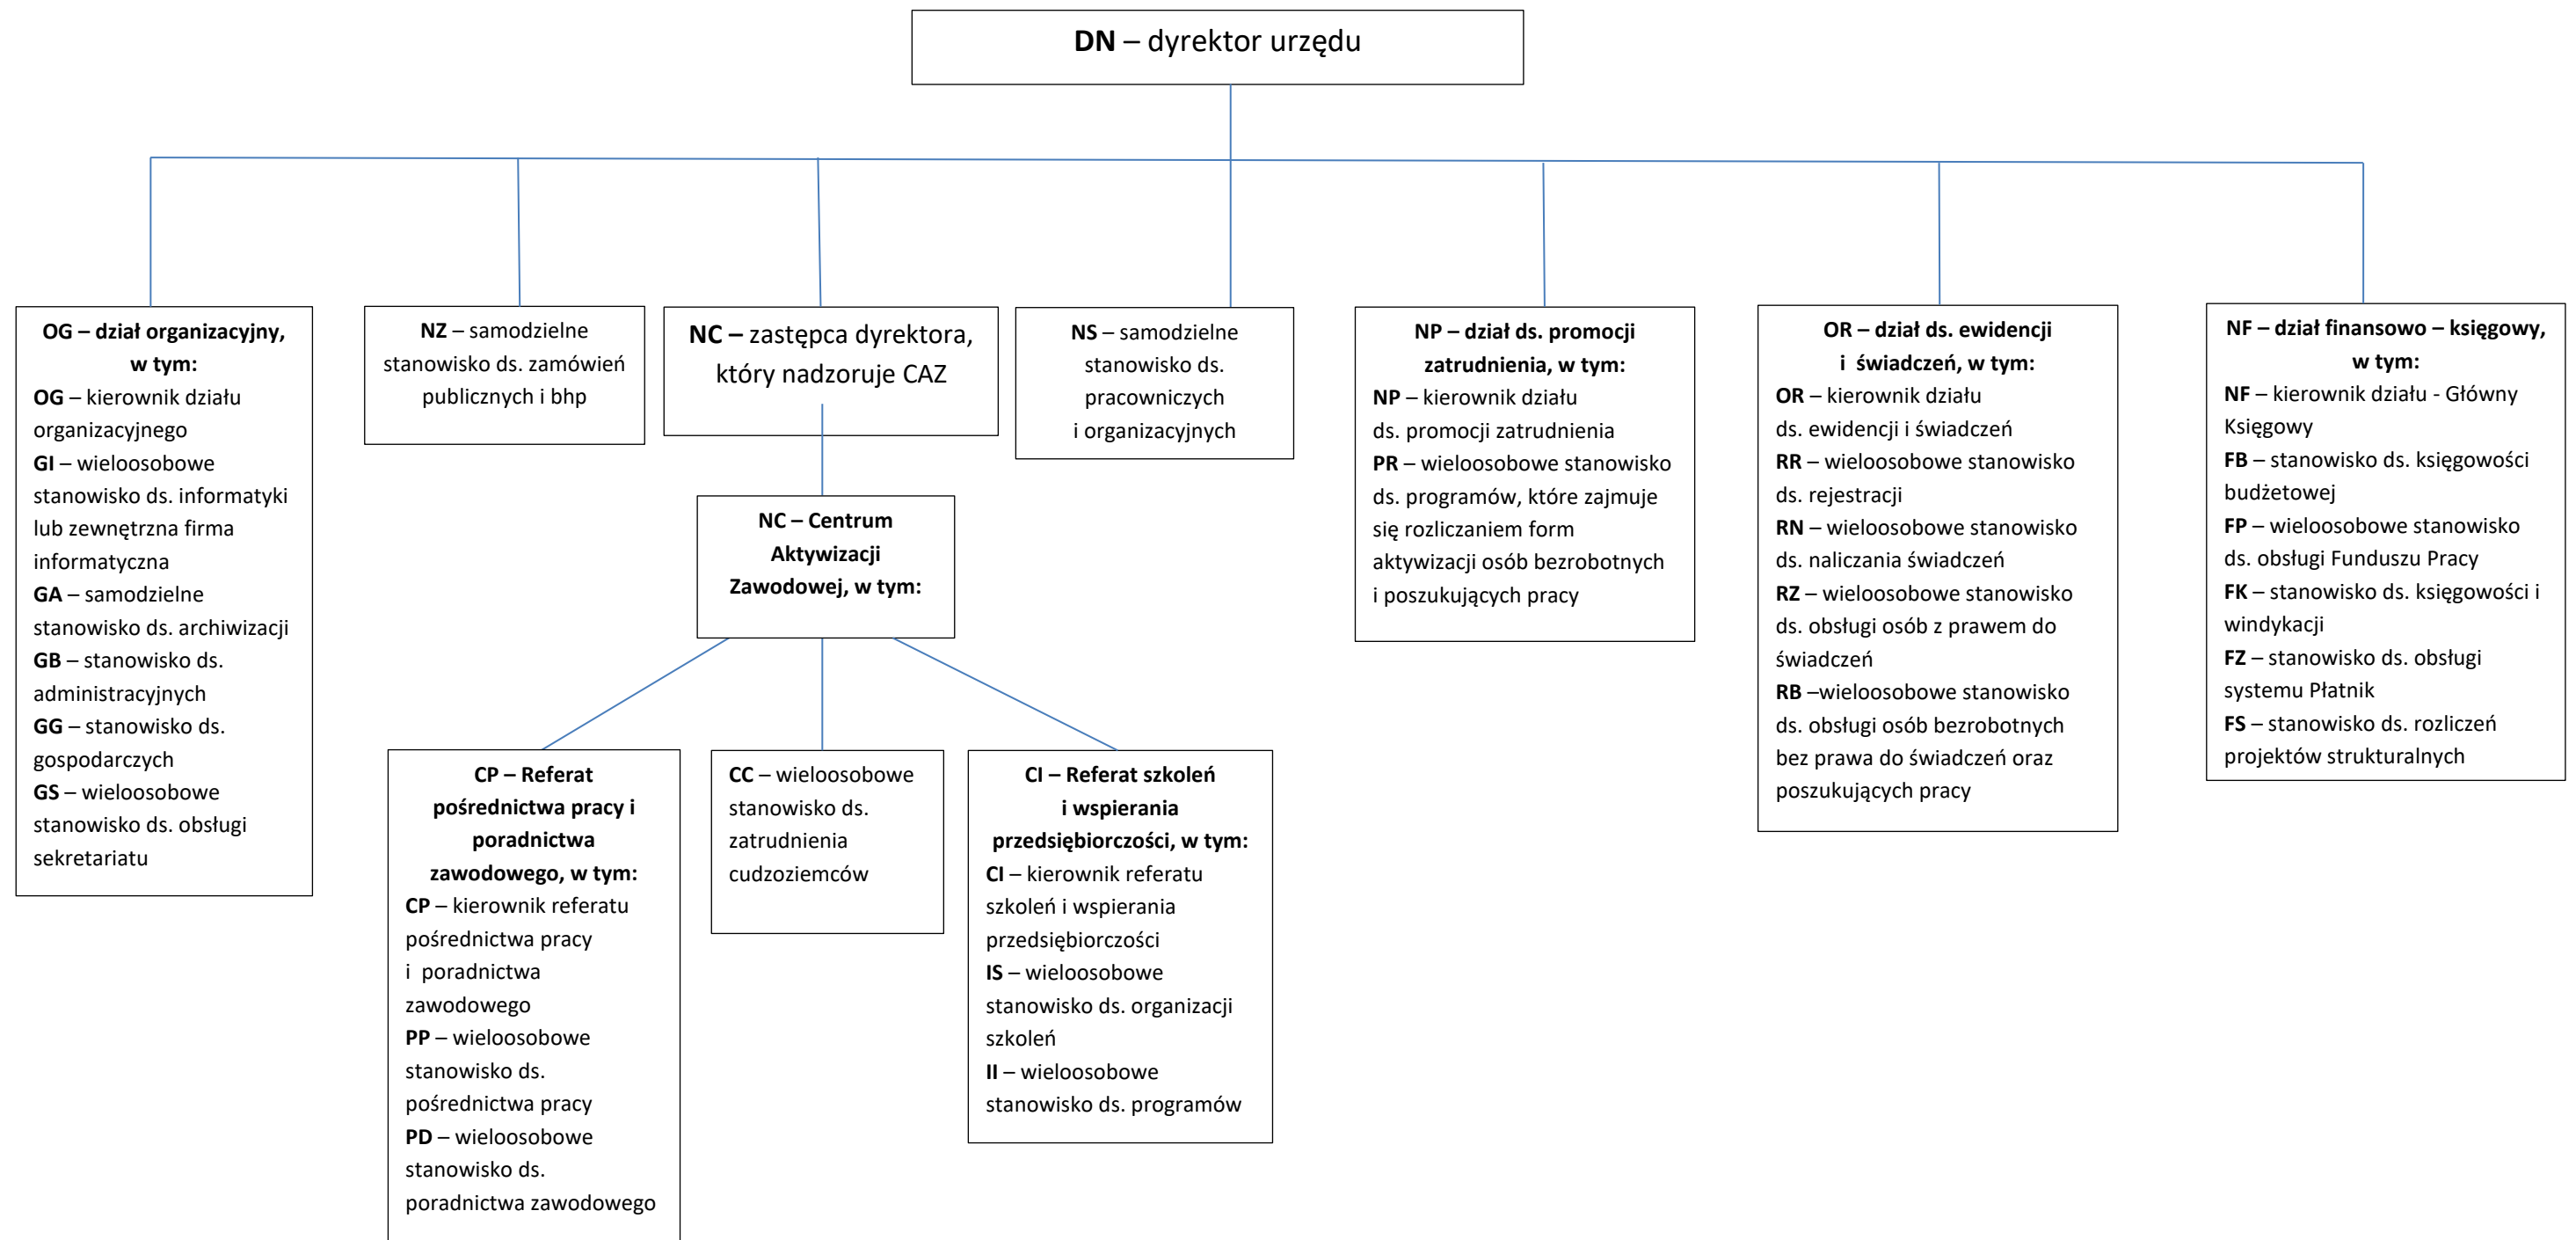 DN – dyrektor urzędu
OG – dział organizacyjny,
w tym:
OG – kierownik działu
organizacyjnego
GI – wieloosobowe
stanowisko ds. informatyki
lub zewnętrzna firma
informatyczna
GA – samodzielne
stanowisko ds. archiwizacji
GB – stanowisko ds.
administracyjnych
GG – stanowisko ds.
gospodarczych
GS – wieloosobowe
stanowisko ds. obsługi
sekretariatu
NZ – samodzielne
stanowisko ds. zamówień
publicznych i bhp
NC – zastępca dyrektora,
który nadzoruje CAZ
NS – samodzielne
stanowisko ds.
pracowniczych
i organizacyjnych
NP – dział ds. promocji
zatrudnienia, w tym:
NP – kierownik działu
ds. promocji zatrudnienia
PR – wieloosobowe stanowisko
ds. programów, które zajmuje
się rozliczaniem form
aktywizacji osób bezrobotnych
i poszukujących pracy
OR – dział ds. ewidencji
i  świadczeń, w tym:
OR – kierownik działu
ds. ewidencji i świadczeń
RR – wieloosobowe stanowisko
ds. rejestracji
RN – wieloosobowe stanowisko
ds. naliczania świadczeń
RZ – wieloosobowe stanowisko
ds. obsługi osób z prawem do
świadczeń
RB –wieloosobowe stanowisko
ds. obsługi osób bezrobotnych
bez prawa do świadczeń oraz
poszukujących pracy
NF – dział finansowo – księgowy,
w tym:
NF – kierownik działu - Główny
Księgowy
FB – stanowisko ds. księgowości
budżetowej
FP – wieloosobowe stanowisko
ds. obsługi Funduszu Pracy
FK – stanowisko ds. księgowości i
windykacji
FZ – stanowisko ds. obsługi
systemu Płatnik
FS – stanowisko ds. rozliczeń
projektów strukturalnych
NC – Centrum
Aktywizacji
Zawodowej, w tym:
CP – Referat
pośrednictwa pracy i
poradnictwa
zawodowego, w tym:
CP – kierownik referatu
pośrednictwa pracy
i  poradnictwa
zawodowego
PP – wieloosobowe
stanowisko ds.
pośrednictwa pracy
PD – wieloosobowe
stanowisko ds.
poradnictwa zawodowego
CC – wieloosobowe
stanowisko ds.
zatrudnienia
cudzoziemców
CI – Referat szkoleń
i wspierania
przedsiębiorczości, w tym:
CI – kierownik referatu
szkoleń i wspierania
przedsiębiorczości
IS – wieloosobowe
stanowisko ds. organizacji
szkoleń
II – wieloosobowe
stanowisko ds. programów